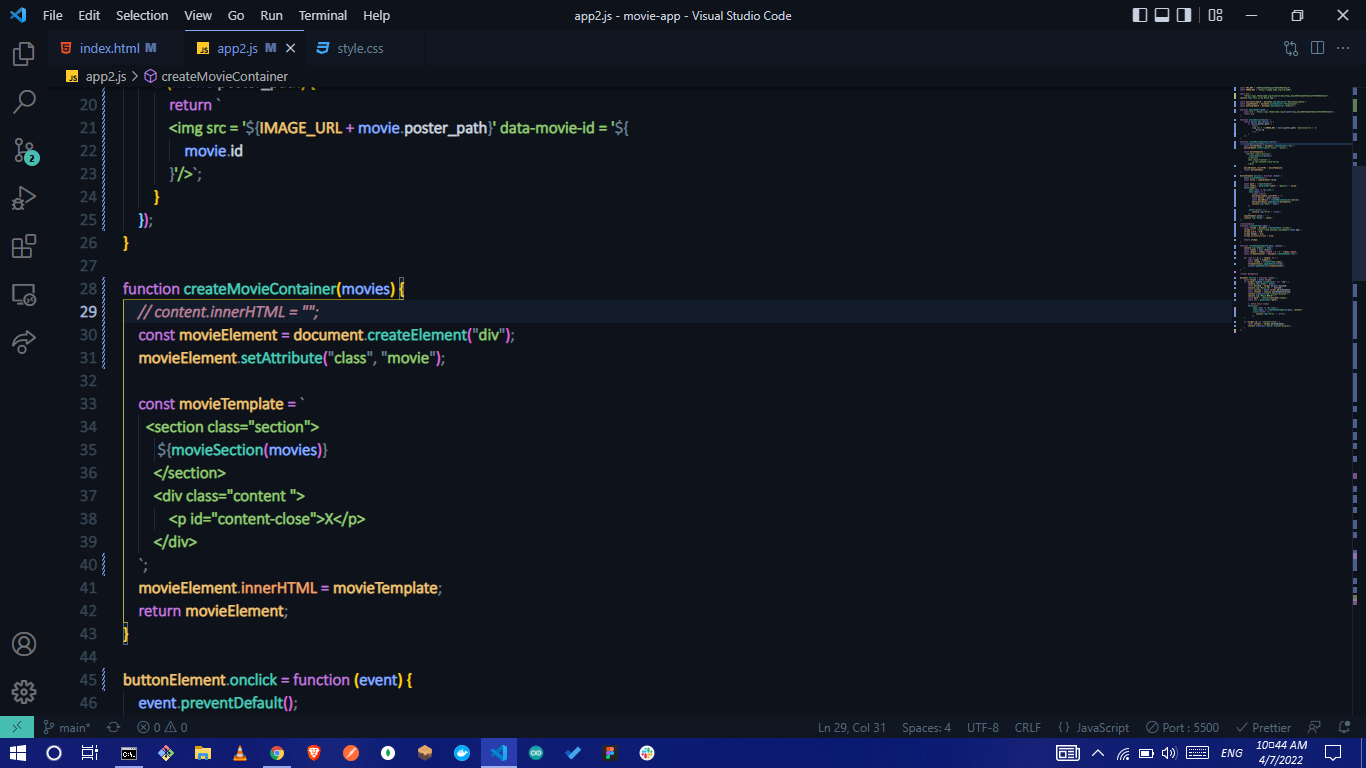 File Edit Selection View Go Run Terminal Help app2.js - movie-app - Visual Studio Code
index.html M app2.js M style.css
app2.js > createMovieContainer
20 return `
21 <img src = '${IMAGE_URL + movie.poster_path}' data-movie-id = '${
22 movie.id
23 }'/>`;
24 }
25 });
26 }
27
28 function createMovieContainer(movies) {
29 // content.innerHTML = "";
30 const movieElement = document.createElement("div");
31 movieElement.setAttribute("class", "movie");
32
33 const movieTemplate = `
34 <section class="section">
35 ${movieSection(movies)}
36 </section>
37 <div class="content ">
38 <p id="content-close">X</p>
39 </div>
40 `;
41 movieElement.innerHTML = movieTemplate;
42 return movieElement;
43 }
44
45 buttonElement.onclick = function (event) {
46 event.preventDefault();
2
main* 0 0 Ln 29, Col 31 Spaces: 4 UTF-8 CRLF {} JavaScript Port : 5500 Prettier
ENG 10:44 AM
4/7/2022